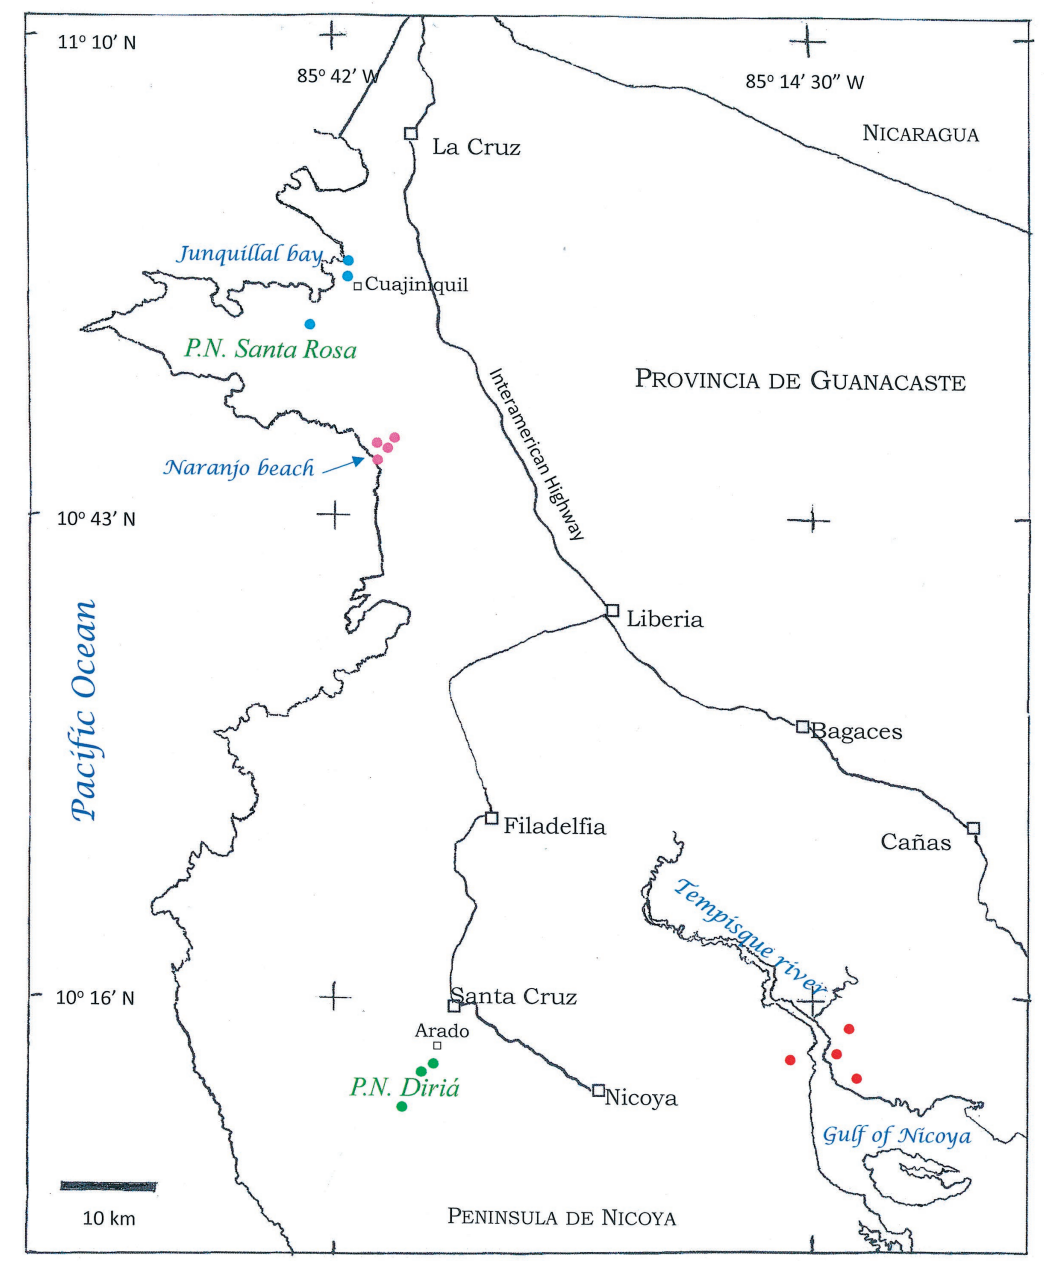 11º 10’ N
85º 42’ W
85º 14’ 30” W
NICARAGUA
La Cruz
Junquillal bay
Cuajiniquil
P.N. Santa Rosa
PROVINCIA DE GUANACASTE
Interamerican Highway
Naranjo beach
10º 43’ N
Liberia
Pacific Ocean
Bagaces
Filadelfia
Cañas
Tempisque river
10º 16’ N
Santa Cruz
Arado
P.N. Diriá
Nicoya
Gulf of Nicoya
10 km
PENINSULA DE NICOYA